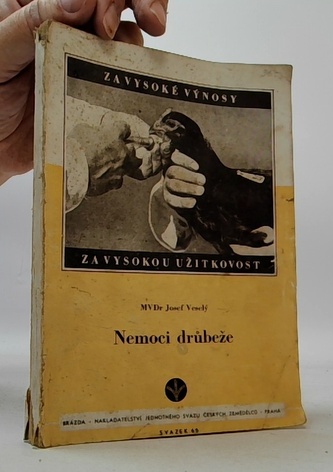 ZA VYSOKÉ VÝNOSY
ZA VYSOKOU UŽITKOVOST
MVDr Josef Veselý
Nemoci drůbeže
BRÁZDA - NAKLADATELSTVÍ JEDNOTNÉHO SVAZU ČESKÝCH ZEMĚDĚLCŮ - PRAHA
SVAZEK 65